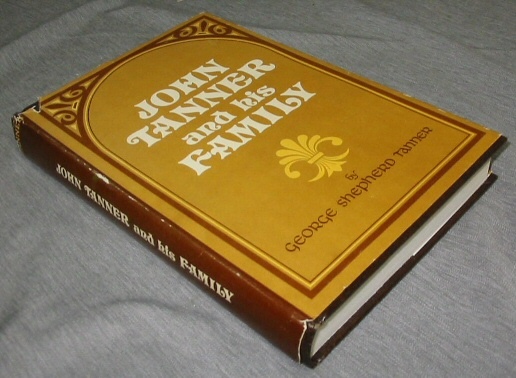 JOHN
TANNER
and his
FAMILY
by
GEORGE Shepherd TANNER
JOHN TANNER and his FAMILY